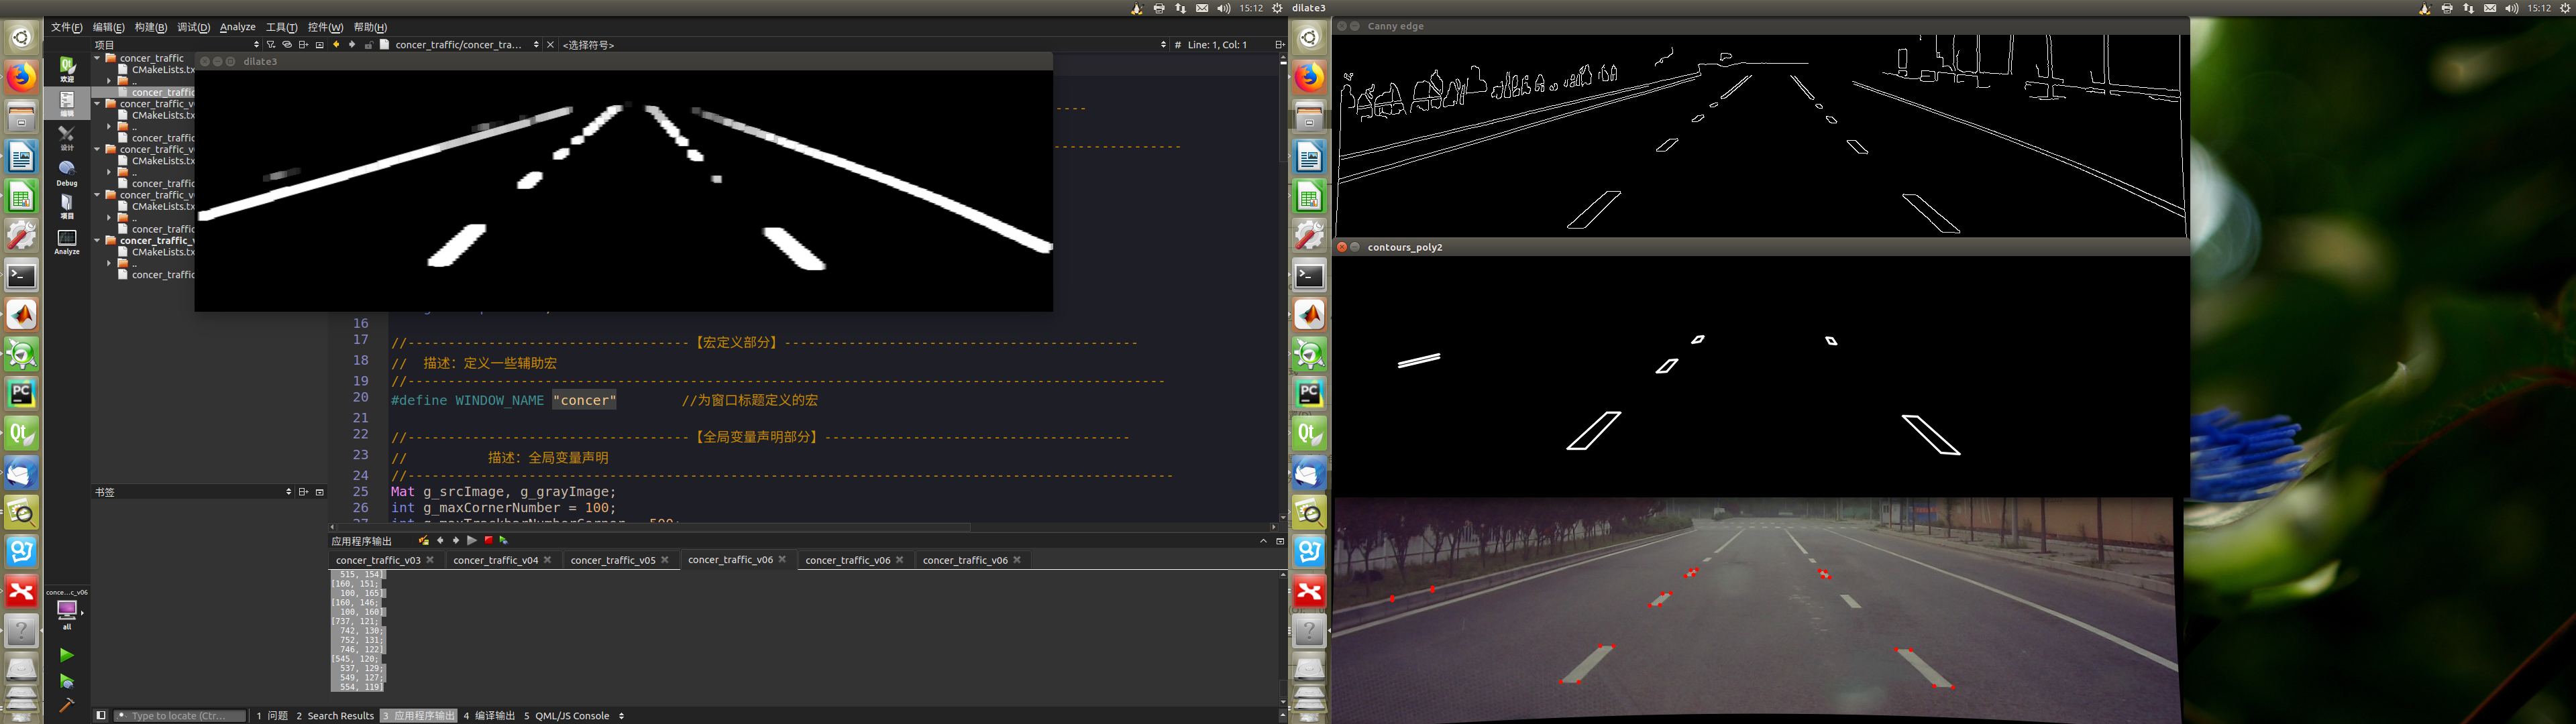 15:12
dilate3
15:12
文件(F) 编辑(E) 构建(B) 调试(D) Analyze 工具(T) 控件(W) 帮助(H)
项目
concer_traffic/concer_tra...
<选择符号>
# Line: 1, Col: 1
欢迎
编辑
设计
Debug
项目
Analyze
concer_traffic
CMakeLists.tx
..
concer_traffic
concer_traffic_v
CMakeLists.tx
..
concer_traffic
concer_traffic_v
CMakeLists.tx
..
concer_traffic
concer_traffic_v
CMakeLists.tx
..
concer_traffic
concer_traffic_v
CMakeLists.tx
..
concer_traffic
dilate3
16
17 //-----------------------------------【宏定义部分】--------------------------------------------
18 // 描述：定义一些辅助宏
19 //----------------------------------------------------------------------------------------------
20 #define WINDOW_NAME "concer" //为窗口标题定义的宏
21
22 //-----------------------------------【全局变量声明部分】--------------------------------------
23 // 描述：全局变量声明
24 //-----------------------------------------------------------------------------------------------
25 Mat g_srcImage, g_grayImage;
26 int g_maxCornerNumber = 100;
27 int g_maxTrackbarNumberCorner = 500;
书签
应用程序输出
concer_traffic_v03
concer_traffic_v04
concer_traffic_v05
concer_traffic_v06
concer_traffic_v06
concer_traffic_v06
515, 154]
[160, 151;
100, 165]
[160, 146;
100, 160]
[737, 121;
742, 130;
752, 131;
746, 122]
[545, 120;
537, 129;
549, 127;
554, 119]
conce...c_v06
all
Type to locate (Ctr...
1 问题
2 Search Results
3 应用程序输出
4 编译输出
5 QML/JS Console
Canny edge
contours_poly2